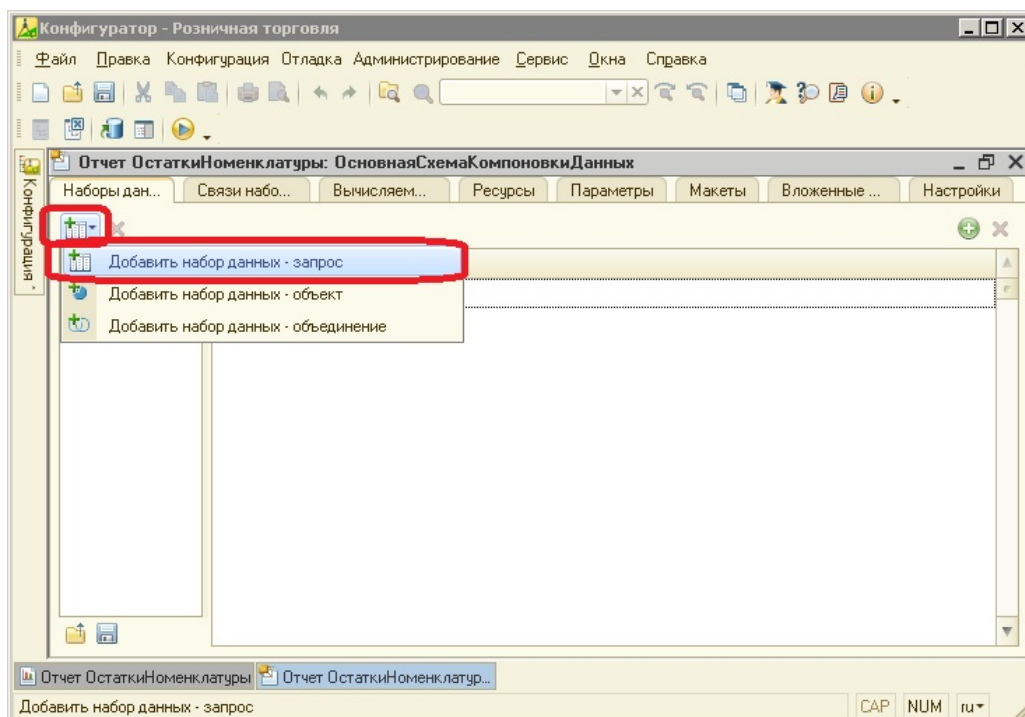 Конфигуратор - Розничная торговля
Файл Правка Конфигурация Отладка Администрирование Сервис Окна Справка
Отчет ОстаткиНоменклатуры: ОсновнаяСхемаКомпоновкиДанных
Конфигурация
Наборы дан... Связи набо... Вычисляем... Ресурсы Параметры Макеты Вложенные ... Настройки
Добавить набор данных - запрос
Добавить набор данных - объект
Добавить набор данных - объединение
Отчет ОстаткиНоменклатуры Отчет ОстаткиНоменклатур...
Добавить набор данных - запрос CAP NUM ru